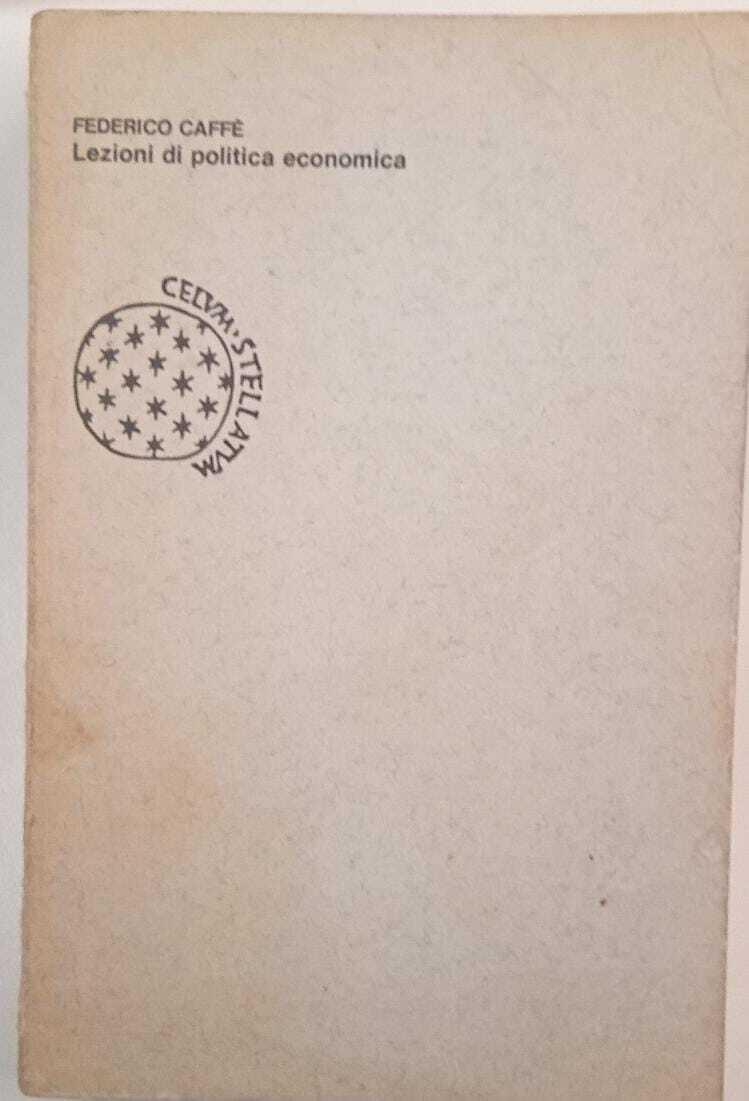 FEDERICO CAFFÈ
Lezioni di politica economica
CELVM · STELLATVM